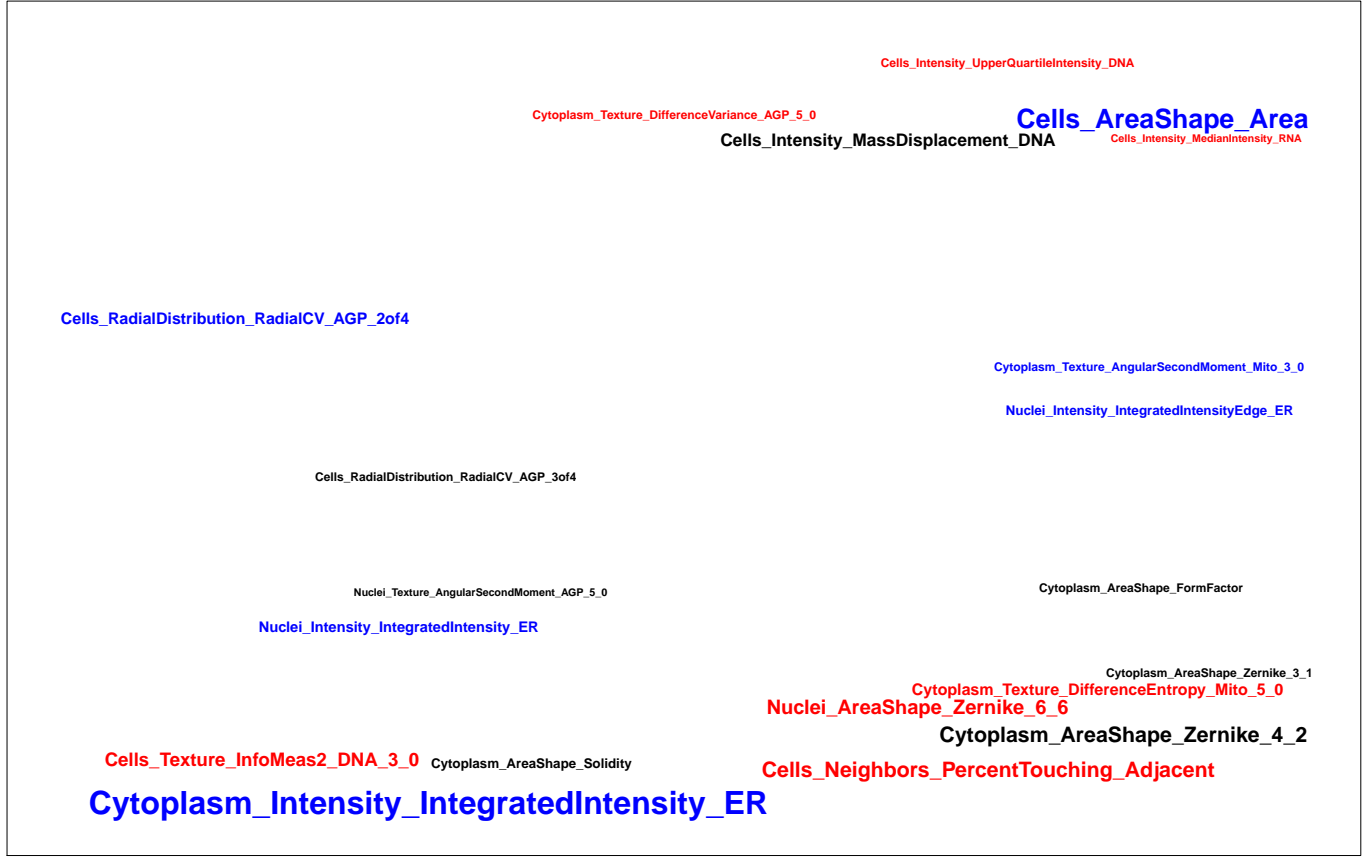 Cells_Intensity_UpperQuartileIntensity_DNA
Cytoplasm_Texture_DifferenceVariance_AGP_5_0
Cells_AreaShape_Area
Cells_Intensity_MassDisplacement_DNA
Cells_Intensity_MedianIntensity_RNA
Cells_RadialDistribution_RadialCV_AGP_2of4
Cytoplasm_Texture_AngularSecondMoment_Mito_3_0
Nuclei_Intensity_IntegratedIntensityEdge_ER
Cells_RadialDistribution_RadialCV_AGP_3of4
Cytoplasm_AreaShape_FormFactor
Nuclei_Texture_AngularSecondMoment_AGP_5_0
Nuclei_Intensity_IntegratedIntensity_ER
Cytoplasm_AreaShape_Zernike_3_1
Cytoplasm_Texture_DifferenceEntropy_Mito_5_0
Nuclei_AreaShape_Zernike_6_6
Cytoplasm_AreaShape_Zernike_4_2
Cells_Texture_InfoMeas2_DNA_3_0
Cytoplasm_AreaShape_Solidity
Cells_Neighbors_PercentTouching_Adjacent
Cytoplasm_Intensity_IntegratedIntensity_ER